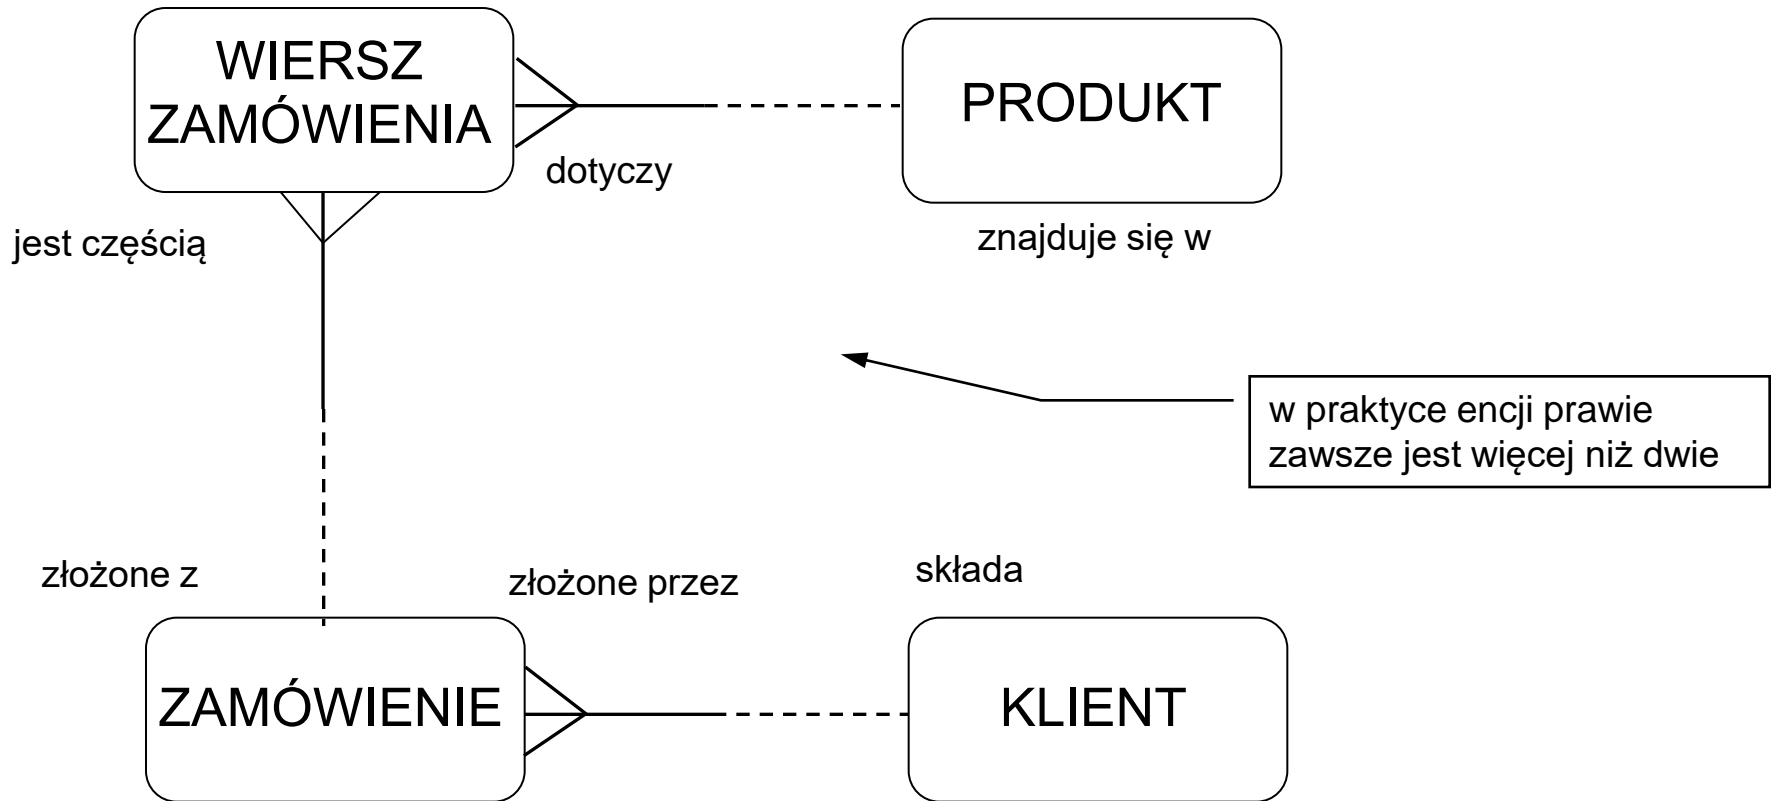 WIERSZ
ZAMÓWIENIA
PRODUKT
dotyczy
jest częścią
znajduje się w
w praktyce encji prawie
zawsze jest więcej niż dwie
złożone z
złożone przez
składa
ZAMÓWIENIE
KLIENT